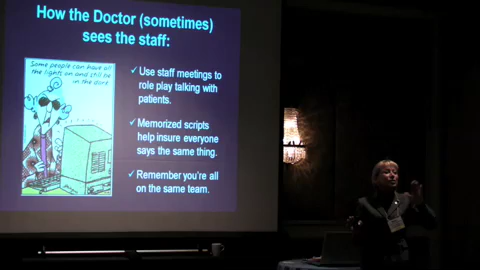 How the Doctor (sometimes)
sees the staff:
Some people can have all
the lights on and still be
in the dark.
✓ Use staff meetings to
role play talking with
patients.
✓ Memorized scripts
help insure everyone
says the same thing.
✓ Remember you're all
on the same team.